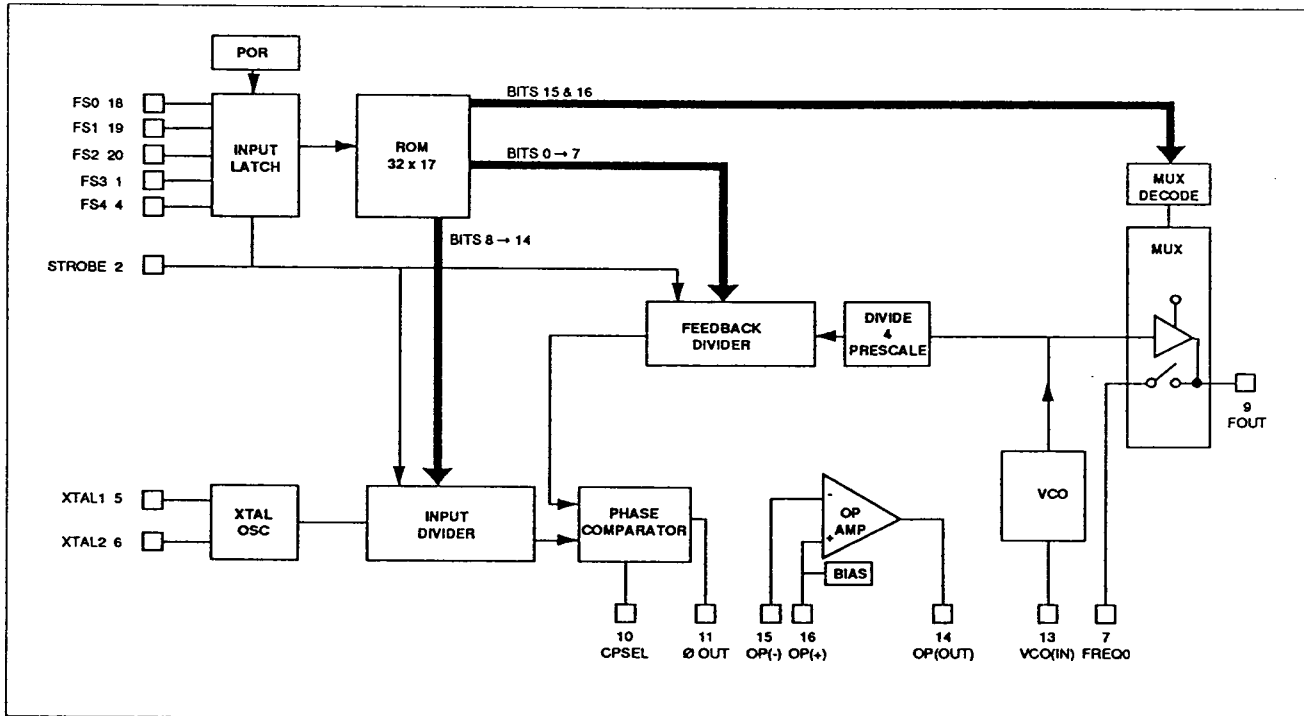 POR
FS0 18
FS1 19
FS2 20
FS3 1
FS4 4
INPUT
LATCH
ROM
32 x 17
BITS 15 & 16
BITS 0 → 7
BITS 8 → 14
MUX
DECODE
MUX
STROBE 2
FEEDBACK
DIVIDER
DIVIDE
4
PRESCALE
9
FOUT
XTAL1 5
XTAL2 6
XTAL
OSC
INPUT
DIVIDER
PHASE
COMPARATOR
-
+
OP
AMP
BIAS
VCO
10
CPSEL
11
Ø OUT
15
OP(-)
16
OP(+)
14
OP(OUT)
13
VCO(IN)
7
FREQ0